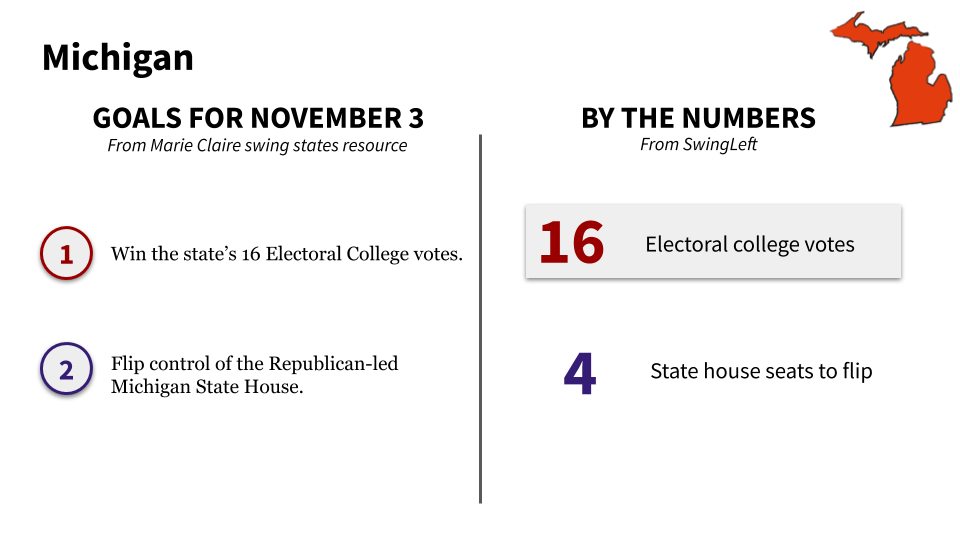 Michigan
GOALS FOR NOVEMBER 3
From Marie Claire swing states resource
1
Win the state’s 16 Electoral College votes.
2
Flip control of the Republican-led
Michigan State House.
BY THE NUMBERS
From SwingLeft
16
Electoral college votes
4
State house seats to flip